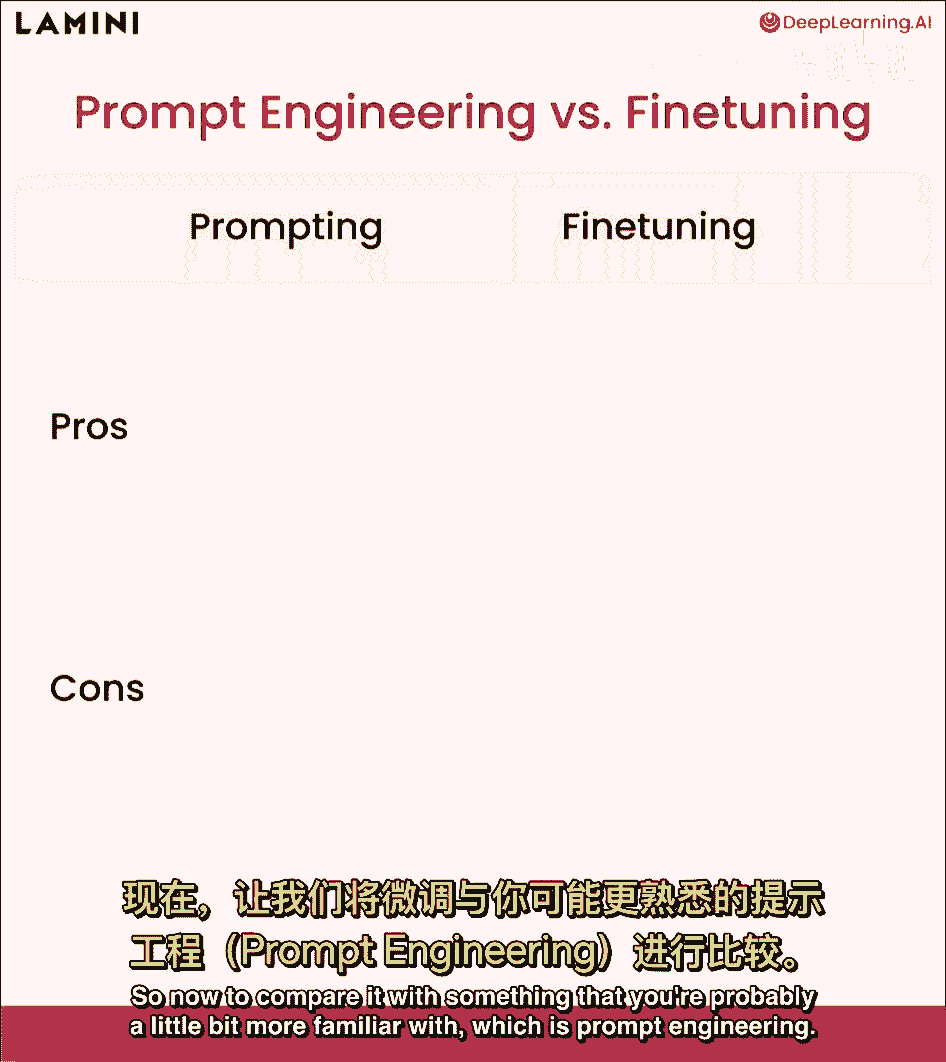 LAMINI
DeepLearning.AI
Prompt Engineering vs. Finetuning
Prompting
Finetuning
Pros
Cons
现在，让我们将微调与你可能更熟悉的提示
工程（Prompt Engineering）进行比较。
So now to compare it with something that you're probably
a little bit more familiar with, which is prompt engineering.